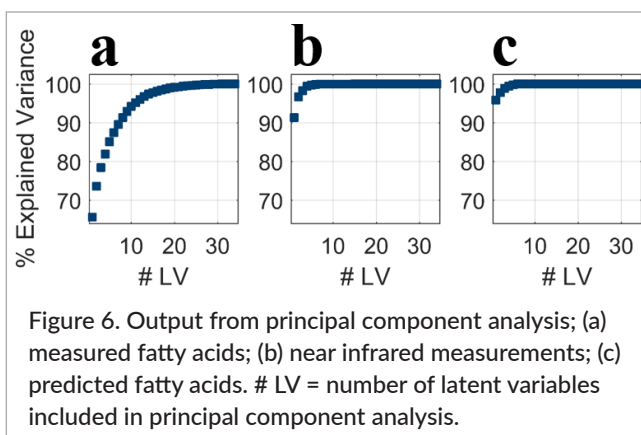 a b c
% Explained Variance
100 100 100
90 90 90
80 80 80
70 70 70
10 20 30 10 20 30 10 20 30
# LV # LV # LV
Figure 6. Output from principal component analysis; (a)
measured fatty acids; (b) near infrared measurements; (c)
predicted fatty acids. # LV = number of latent variables
included in principal component analysis.